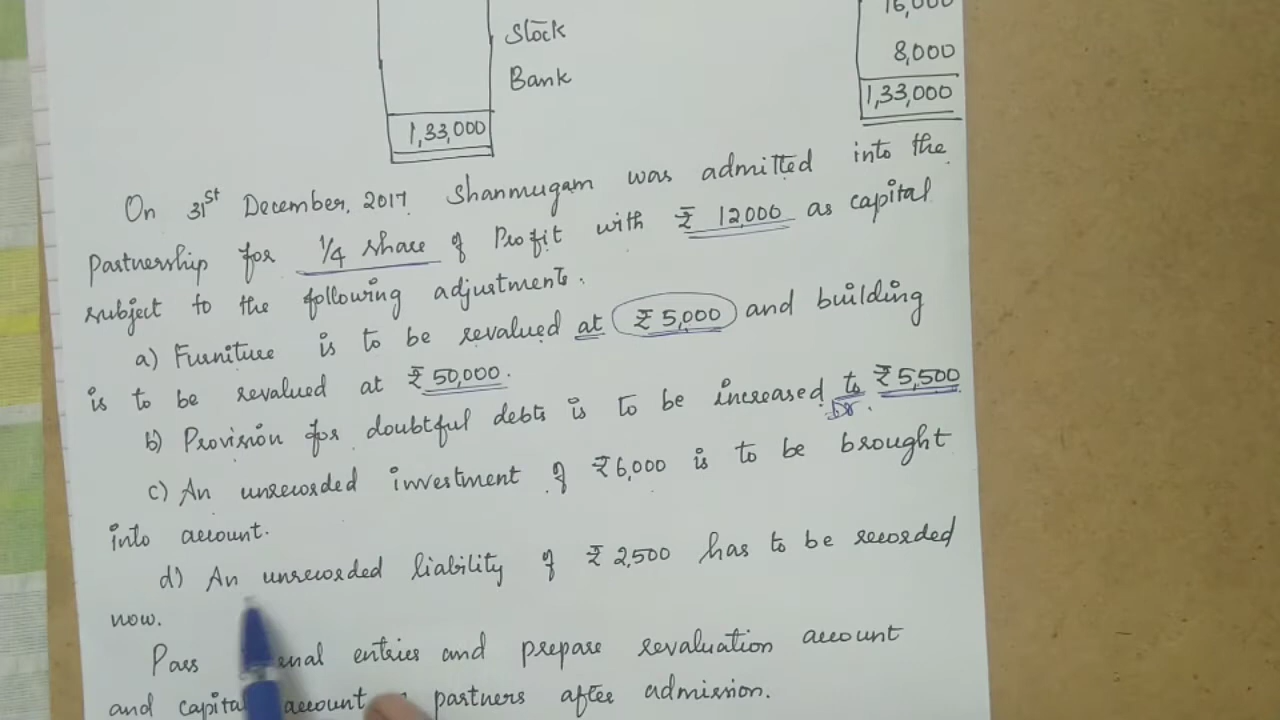 16,000
Stock
8,000
Bank
1,33,000
1,33,000
On 31st December, 2017 Shanmugam was admitted into the
Partnership for 1/4 share of Profit with ₹ 12,000 as capital
subject to the following adjustments.
a) Furniture is to be revalued at ₹ 5,000 and building
is to be revalued at ₹ 50,000.
b) Provision for doubtful debts is to be increased to ₹ 5,500
c) An unrecorded investment of ₹6,000 is to be brought
into account.
d) An unrecorded liability of ₹ 2,500 has to be recorded
now.
Pass entries and prepare revaluation account
and capital account partners after admission.